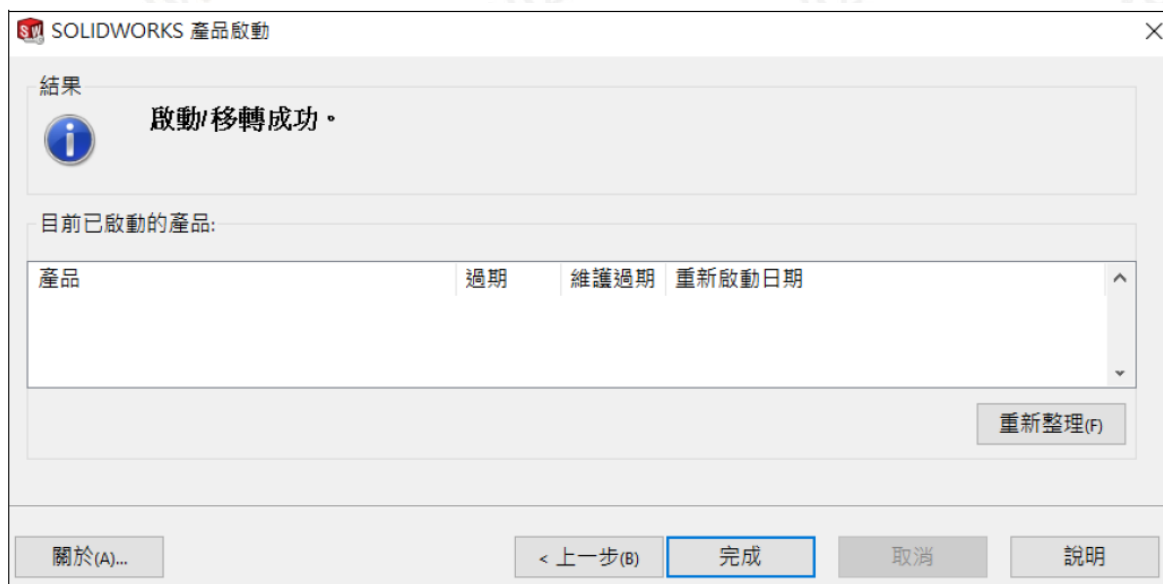 SOLIDWORKS 產品啟動
結果
啟動/移轉成功。
目前已啟動的產品:
產品 過期 維護過期 重新啟動日期
重新整理(F)
關於(A)... < 上一步(B) 完成 取消 說明